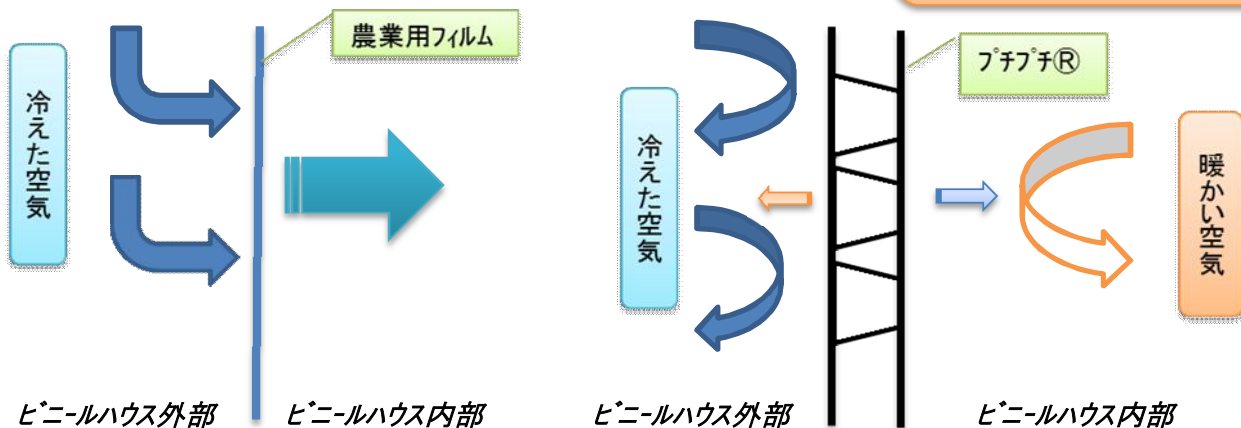 農業用フィルム
冷えた空気
ビニールハウス外部
ビニールハウス内部
プチプチ®
冷えた空気
暖かい空気
ビニールハウス外部
ビニールハウス内部